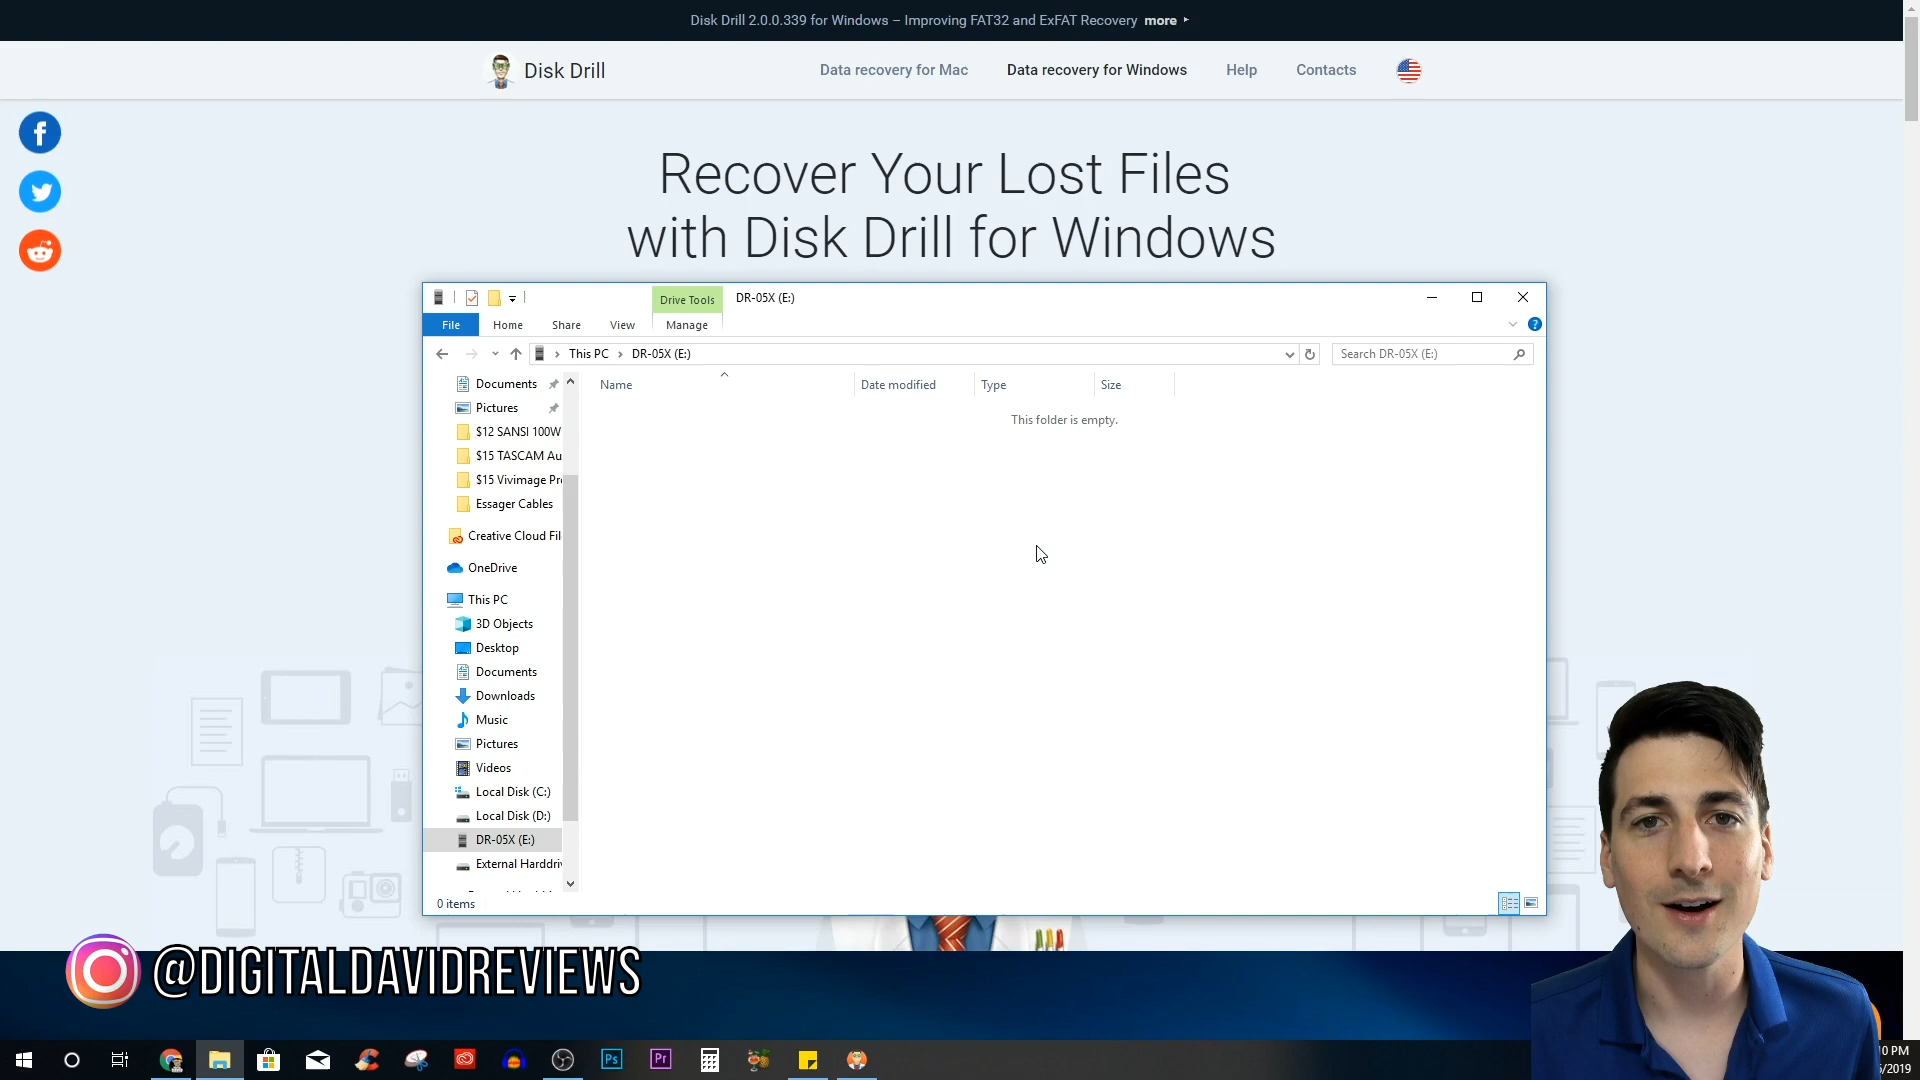 Disk Drill 2.0.0.339 for Windows – Improving FAT32 and ExFAT Recovery more
Disk Drill
Data recovery for Mac
Data recovery for Windows
Help
Contacts
Recover Your Lost Files
with Disk Drill for Windows
Drive Tools
DR-05X (E:)
File
Home
Share
View
Manage
This PC
DR-05X (E:)
Search DR-05X (E:)
Name
Date modified
Type
Size
This folder is empty.
Documents
Pictures
$12 SANSI 100W
$15 TASCAM Au
$15 Vivimage Pr
Essager Cables
Creative Cloud Fil
OneDrive
This PC
3D Objects
Desktop
Documents
Downloads
Music
Pictures
Videos
Local Disk (C:)
Local Disk (D:)
DR-05X (E:)
External Harddri
0 items
@DIGITALDAVIDREVIEWS
Ps
Pr
10 PM
/2019